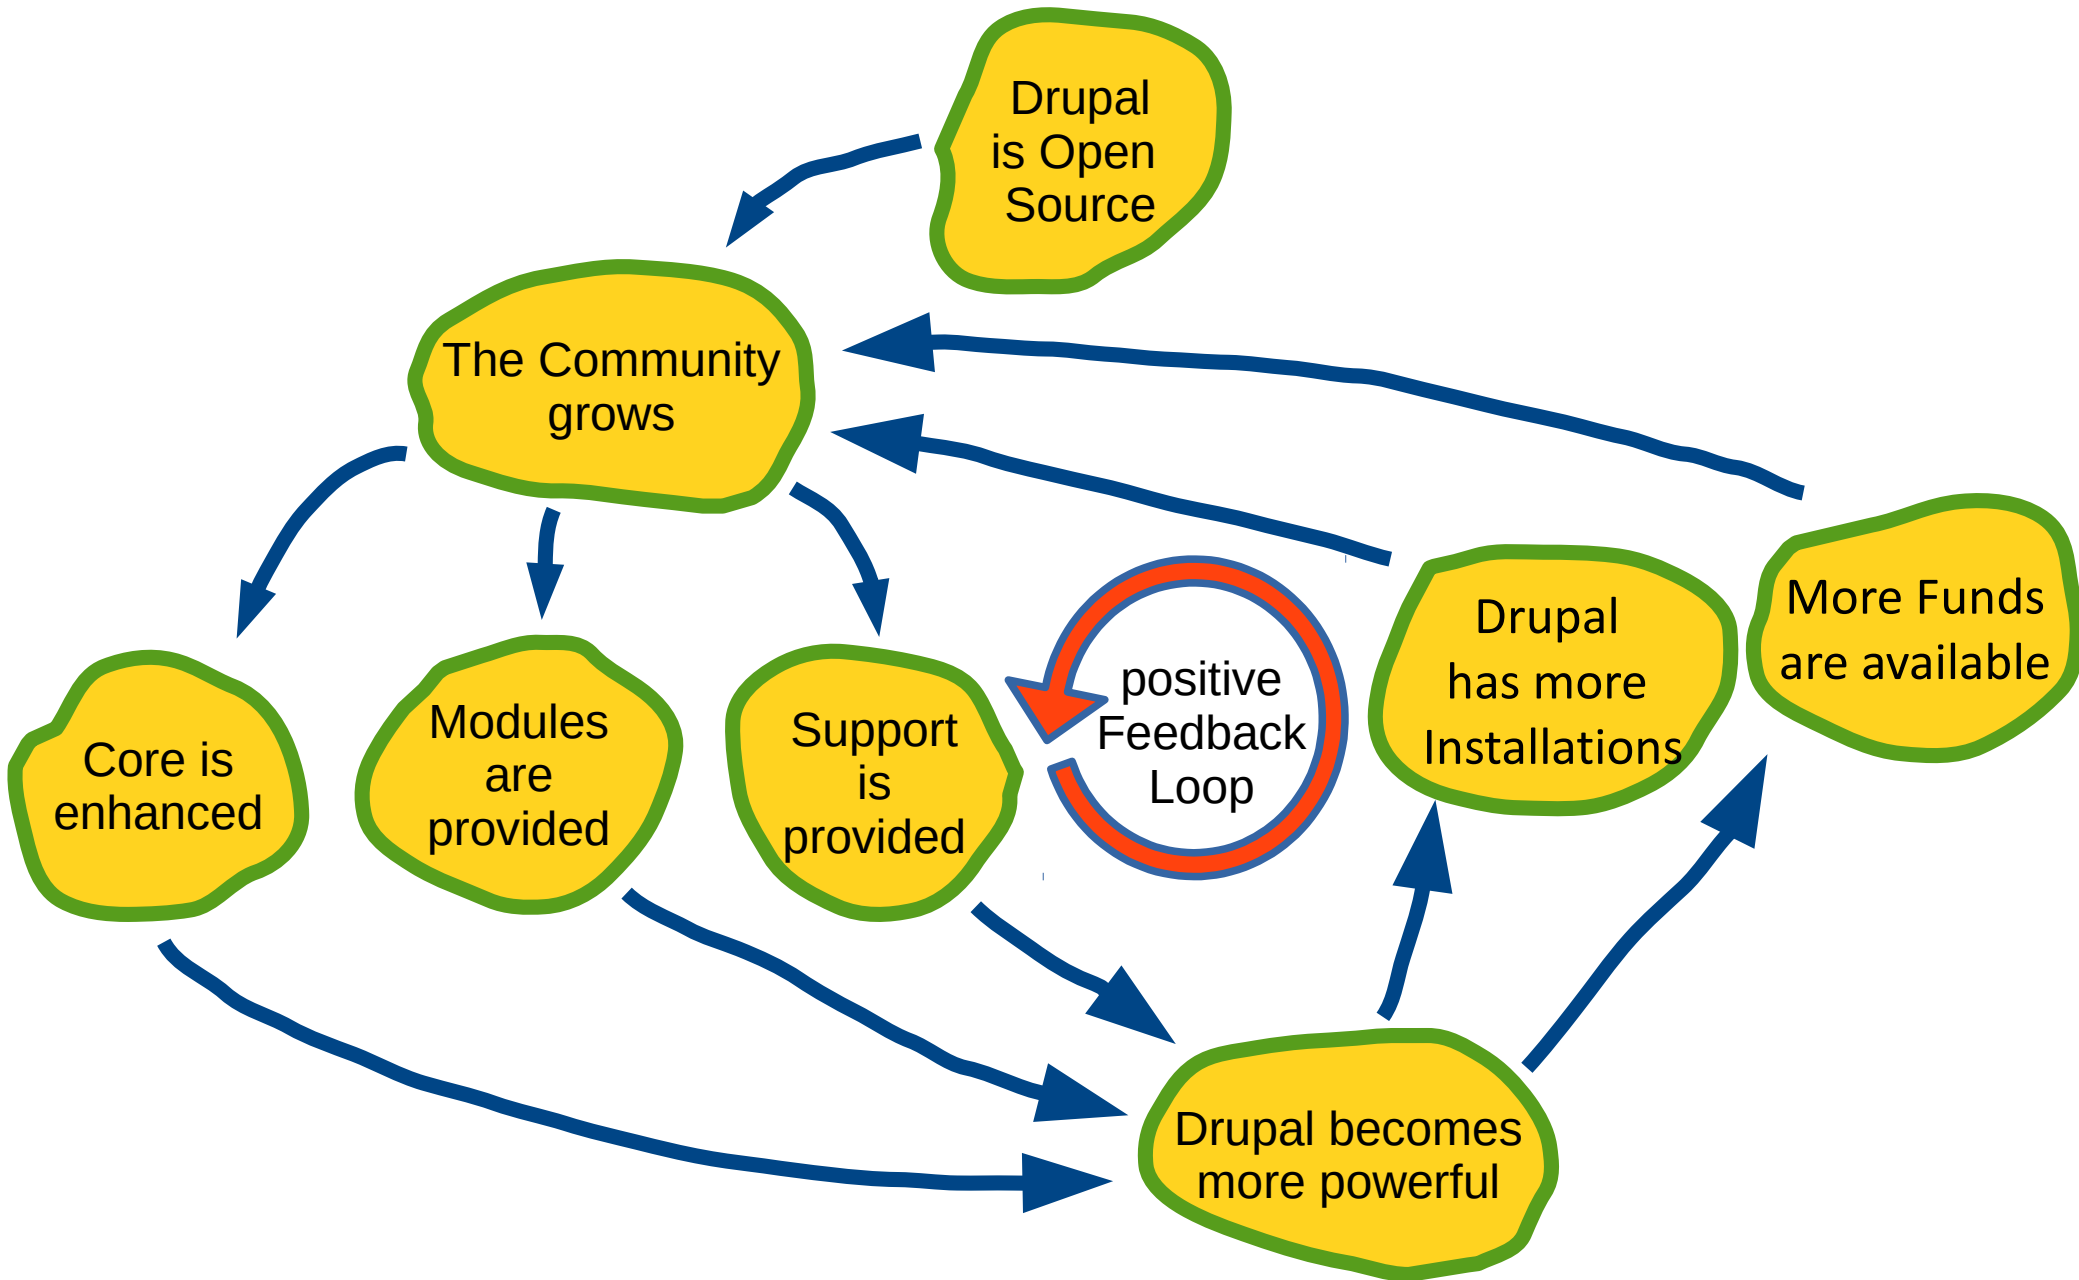 Drupal
is Open
Source
The Community
grows
Core is
enhanced
Modules
are
provided
Support
is
provided
positive
Feedback
Loop
Drupal
has more
Installations
More Funds
are available
Drupal becomes
more powerful